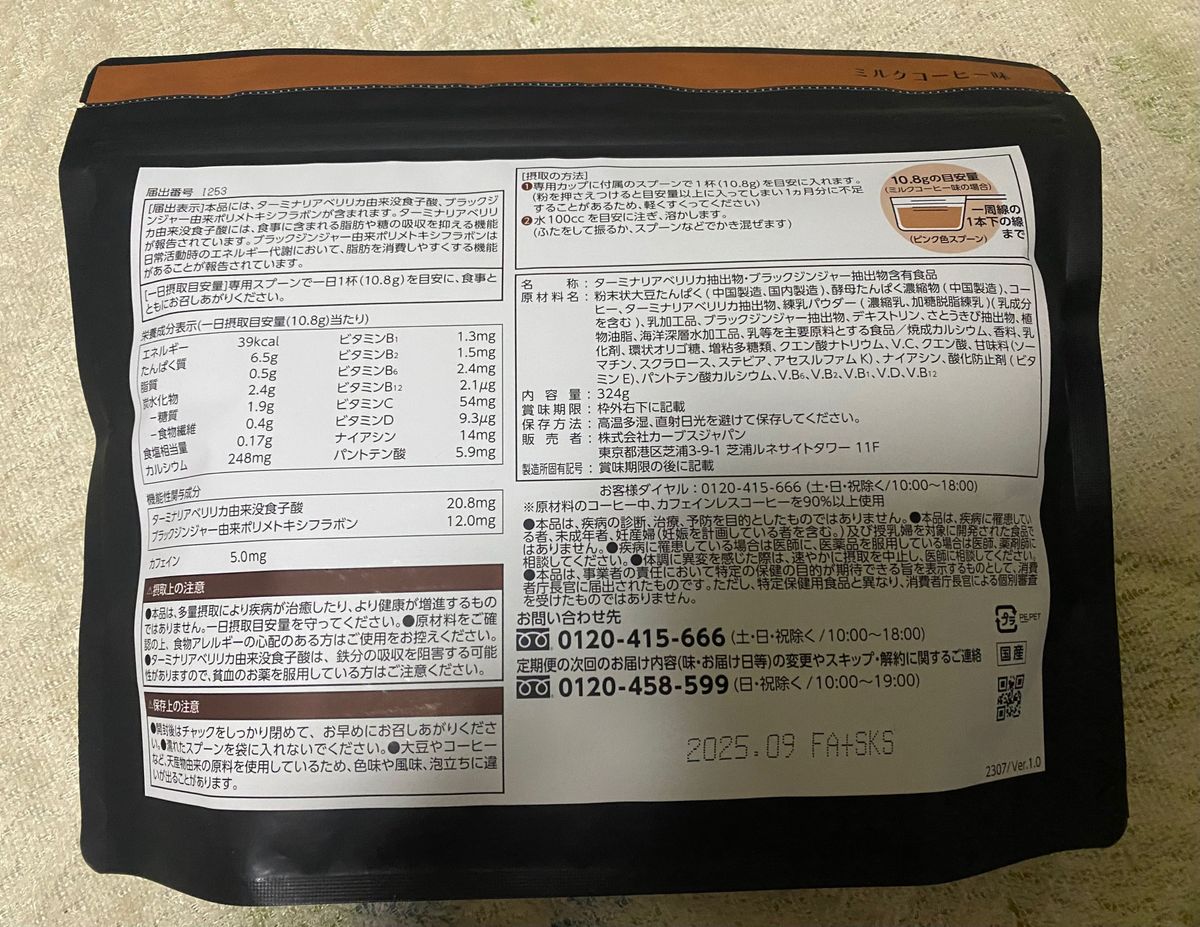 ミルクコーヒー味
届出番号 I253
[届出表示]本品には、ターミナリアベリリカ由来没食子酸、ブラックジ
ンジャー由来ポリメトキシフラボンが含まれます。ターミナリアベリリ
カ由来没食子酸には、食事に含まれる脂肪や糖の吸収を抑える機能
が報告されています。ブラックジンジャー由来ポリメトキシフラボンは
日常活動時のエネルギー代謝において、脂肪を消費しやすくする機能
があることが報告されています。
[一日摂取目安量]専用スプーンで一日1杯(10.8g)を目安に、食事と
ともにお召しあがりください。
栄養成分表示(一日摂取目安量(10.8g)当たり)
エネルギー 39kcal ビタミンB1 1.3mg
たんぱく質 6.5g ビタミンB2 1.5mg
脂質 0.5g ビタミンB6 2.4mg
炭水化物 2.4g ビタミンB12 2.1μg
−糖質 1.9g ビタミンC 54mg
−食物繊維 0.4g ビタミンD 9.3μg
食塩相当量 0.17g ナイアシン 14mg
カルシウム 248mg パントテン酸 5.9mg
機能性関与成分
ターミナリアベリリカ由来没食子酸 20.8mg
ブラックジンジャー由来ポリメトキシフラボン 12.0mg
カフェイン 5.0mg
⚠摂取上の注意
●本品は、多量摂取により疾病が治癒したり、より健康が増進するもの
ではありません。一日摂取目安量を守ってください。●原材料をご確
認の上、食物アレルギーの心配のある方はご使用をお控えください。
●ターミナリアベリリカ由来没食子酸は、鉄分の吸収を阻害する可能
性がありますので、貧血のお薬を服用している方はご注意ください。
⚠保存上の注意
●開封後はチャックをしっかり閉めて、お早めにお召しあがりくださ
い。●濡れたスプーンを袋に入れないでください。●大豆やコーヒー
など、天産物由来の原料を使用しているため、色味や風味、泡立ちに違
いが出ることがあります。
[摂取の方法]
❶専用カップに付属のスプーンで1杯(10.8g)を目安に入れます。
(粉を押さえつけると目安量以上に入ってしまい1ヵ月分に不足
することがあるため、軽くすくってください)
❷水100ccを目安に注ぎ、溶かします。
(ふたをして振るか、スプーンなどでかき混ぜます)
10.8gの目安量
(ミルクコーヒー味の場合)
一周線の
1本下の線
まで
(ピンク色スプーン)
名 称:ターミナリアベリリカ抽出物・ブラックジンジャー抽出物含有食品
原材料名:粉末状大豆たんぱく(中国製造、国内製造)、酵母たんぱく濃縮物(中国製造)、コー
ヒー、ターミナリアベリリカ抽出物、練乳パウダー(濃縮乳、加糖脱脂練乳)(乳成分
を含む)、乳加工品、ブラックジンジャー抽出物、デキストリン、さとうきび抽出物、植
物油脂、海洋深層水加工品、乳等を主要原料とする食品/焼成カルシウム、香料、乳
化剤、環状オリゴ糖、増粘多糖類、クエン酸ナトリウム、V.C、クエン酸、甘味料(ソー
マチン、スクラロース、ステビア、アセスルファムK)、ナイアシン、酸化防止剤(ビタ
ミンE)、パントテン酸カルシウム、V.B6、V.B2、V.B1、V.D、V.B12
内容量:324g
賞味期限:枠外右下に記載
保存方法:高温多湿、直射日光を避けて保存してください。
販売者:株式会社カーブスジャパン
東京都港区芝浦3-9-1 芝浦ルネサイトタワー 11F
製造所固有記号:賞味期限の後に記載
お客様ダイヤル:0120-415-666(土・日・祝除く/10:00〜18:00)
※原材料のコーヒー中、カフェインレスコーヒーを90%以上使用
●本品は、疾病の診断、治療、予防を目的としたものではありません。●本品は、疾病に罹患してい
る者、未成年者、妊産婦(妊娠を計画している者を含む。)及び授乳婦を対象に開発された食品で
はありません。●疾病に罹患している場合は医師に、医薬品を服用している場合は医師、薬剤師に
相談してください。●体調に異変を感じた際は、速やかに摂取を中止し、医師に相談してください。
●本品は、事業者の責任において特定の保健の目的が期待できる旨を表示するものとして、消費
者庁長官に届出されたものです。ただし、特定保健用食品と異なり、消費者庁長官による個別審査
を受けたものではありません。
お問い合わせ先
0120-415-666(土・日・祝除く/10:00〜18:00)
定期便の次回のお届け内容(味・お届け日等)の変更やスキップ・解約に関するご連絡
0120-458-599(日・祝除く/10:00〜19:00)
プラ PE,PET
国産
2025.09 FA+SKS
2307/Ver.1.0